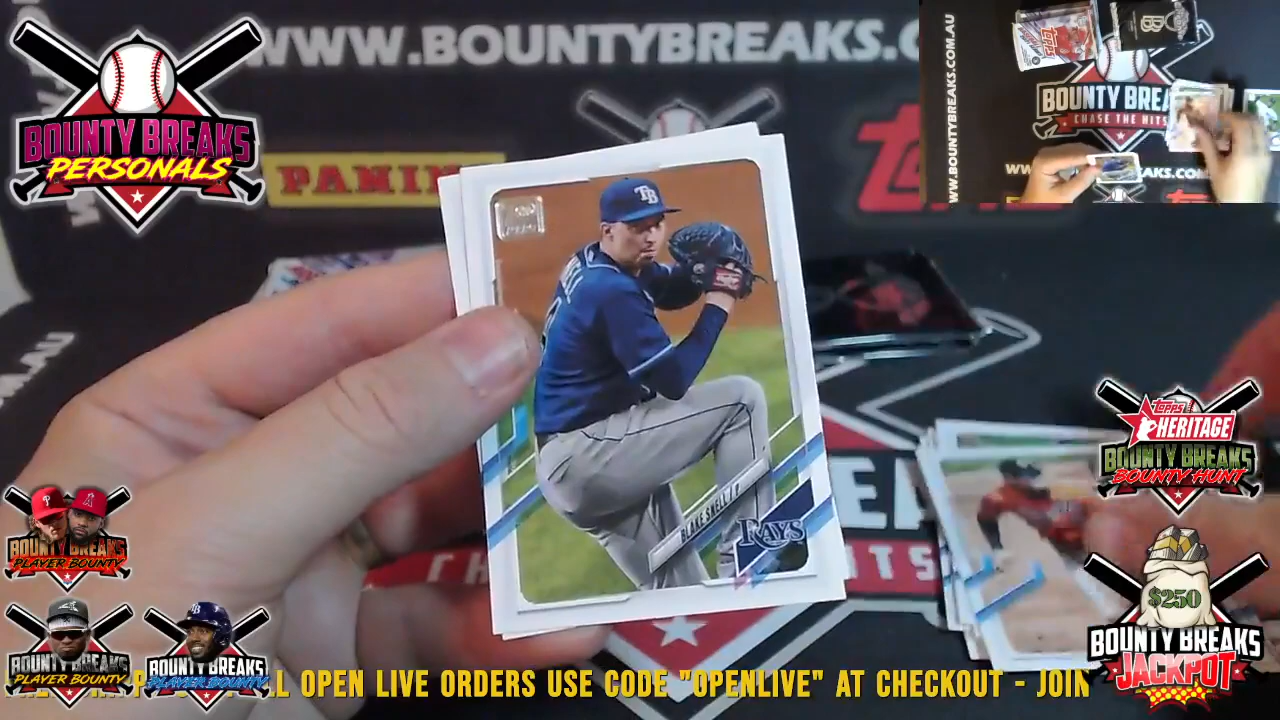 WWW.BOUNTYBREAKS.C
WWW.BOUNTYBREAKS.COM.AU
BOUNTY BREAKS
PERSONALS
PANINI
BOUNTY BREA
CHASE THE HITS
TB
BLAKE SNELL / P
RAYS
TOPPS
HERITAGE
BOUNTY BREAKS
BOUNTY HUNT
BOUNTY BREAKS
PLAYER BOUNTY
BOUNTY BREAKS
PLAYER BOUNTY
BOUNTY BREAKS
PLAYER BOUNTY
$250
BOUNTY BREAKS
JACKPOT
L OPEN LIVE ORDERS USE CODE "OPENLIVE" AT CHECKOUT - JOIN